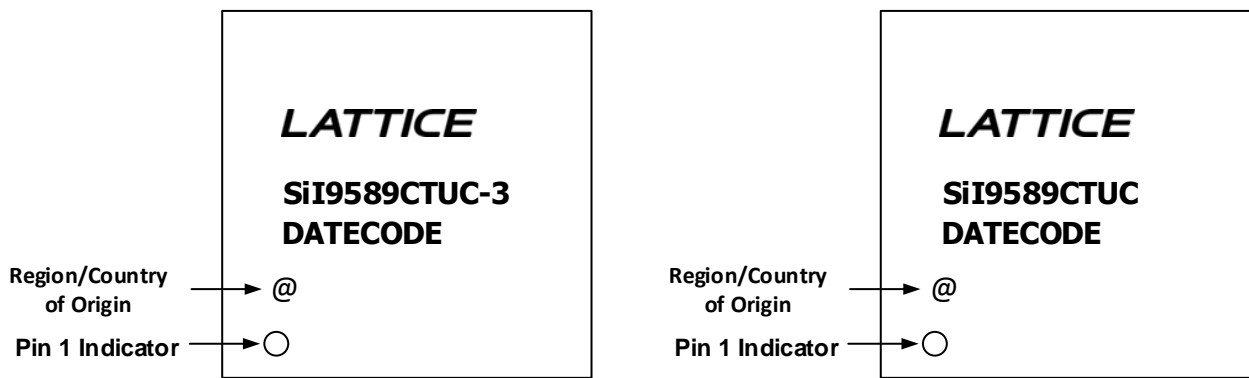 LATTICE
SiI9589CTUC-3
DATECODE
Region/Country
of Origin
@
Pin 1 Indicator
LATTICE
SiI9589CTUC
DATECODE
Region/Country
of Origin
@
Pin 1 Indicator